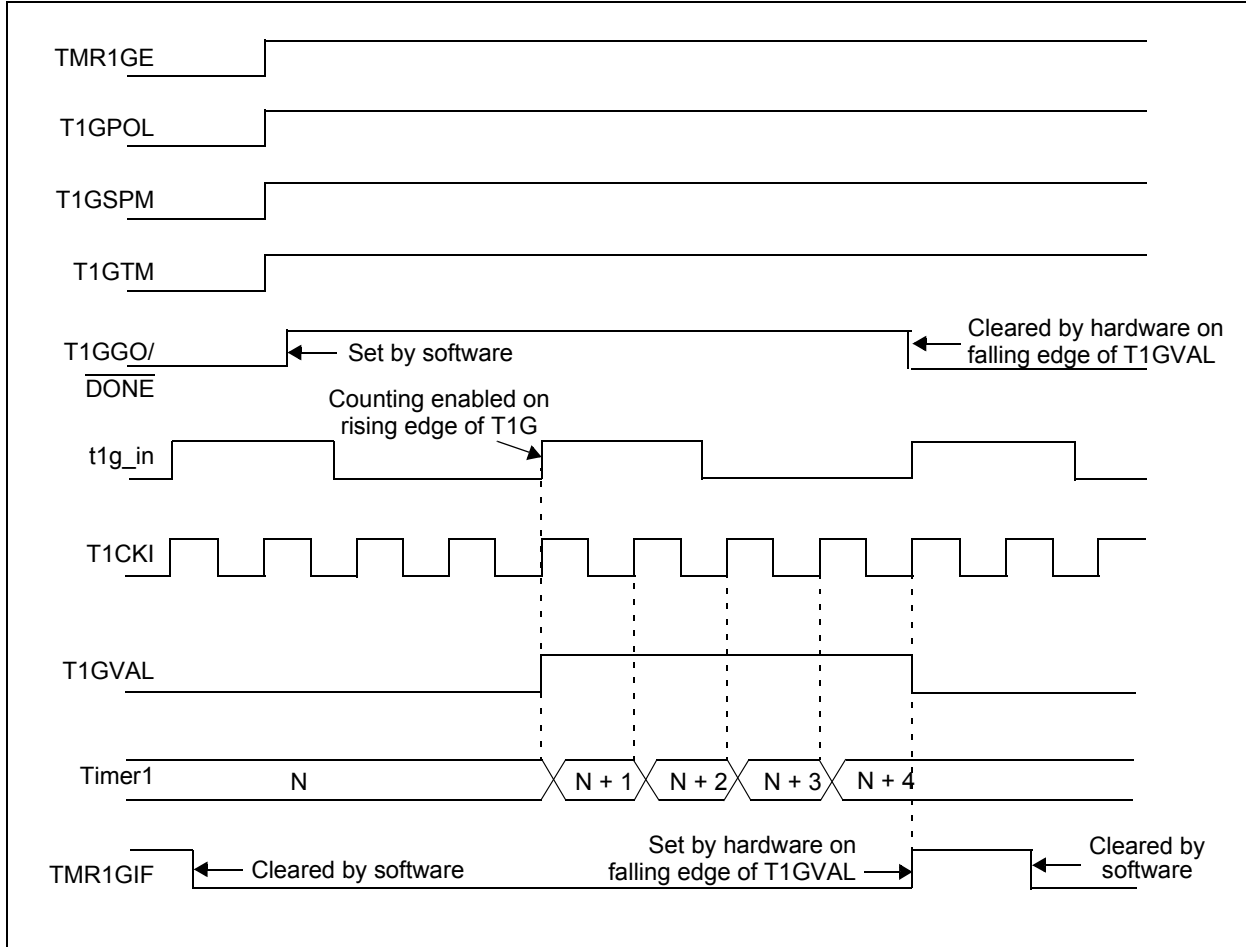 TMR1GE
T1GPOL
T1GSPM
T1GTM
T1GGO/
DONE
Set by software
Cleared by hardware on
falling edge of T1GVAL
Counting enabled on
rising edge of T1G
t1g_in
T1CKI
T1GVAL
Timer1
N
N + 1
N + 2
N + 3
N + 4
TMR1GIF
Cleared by software
Set by hardware on
falling edge of T1GVAL
Cleared by
software